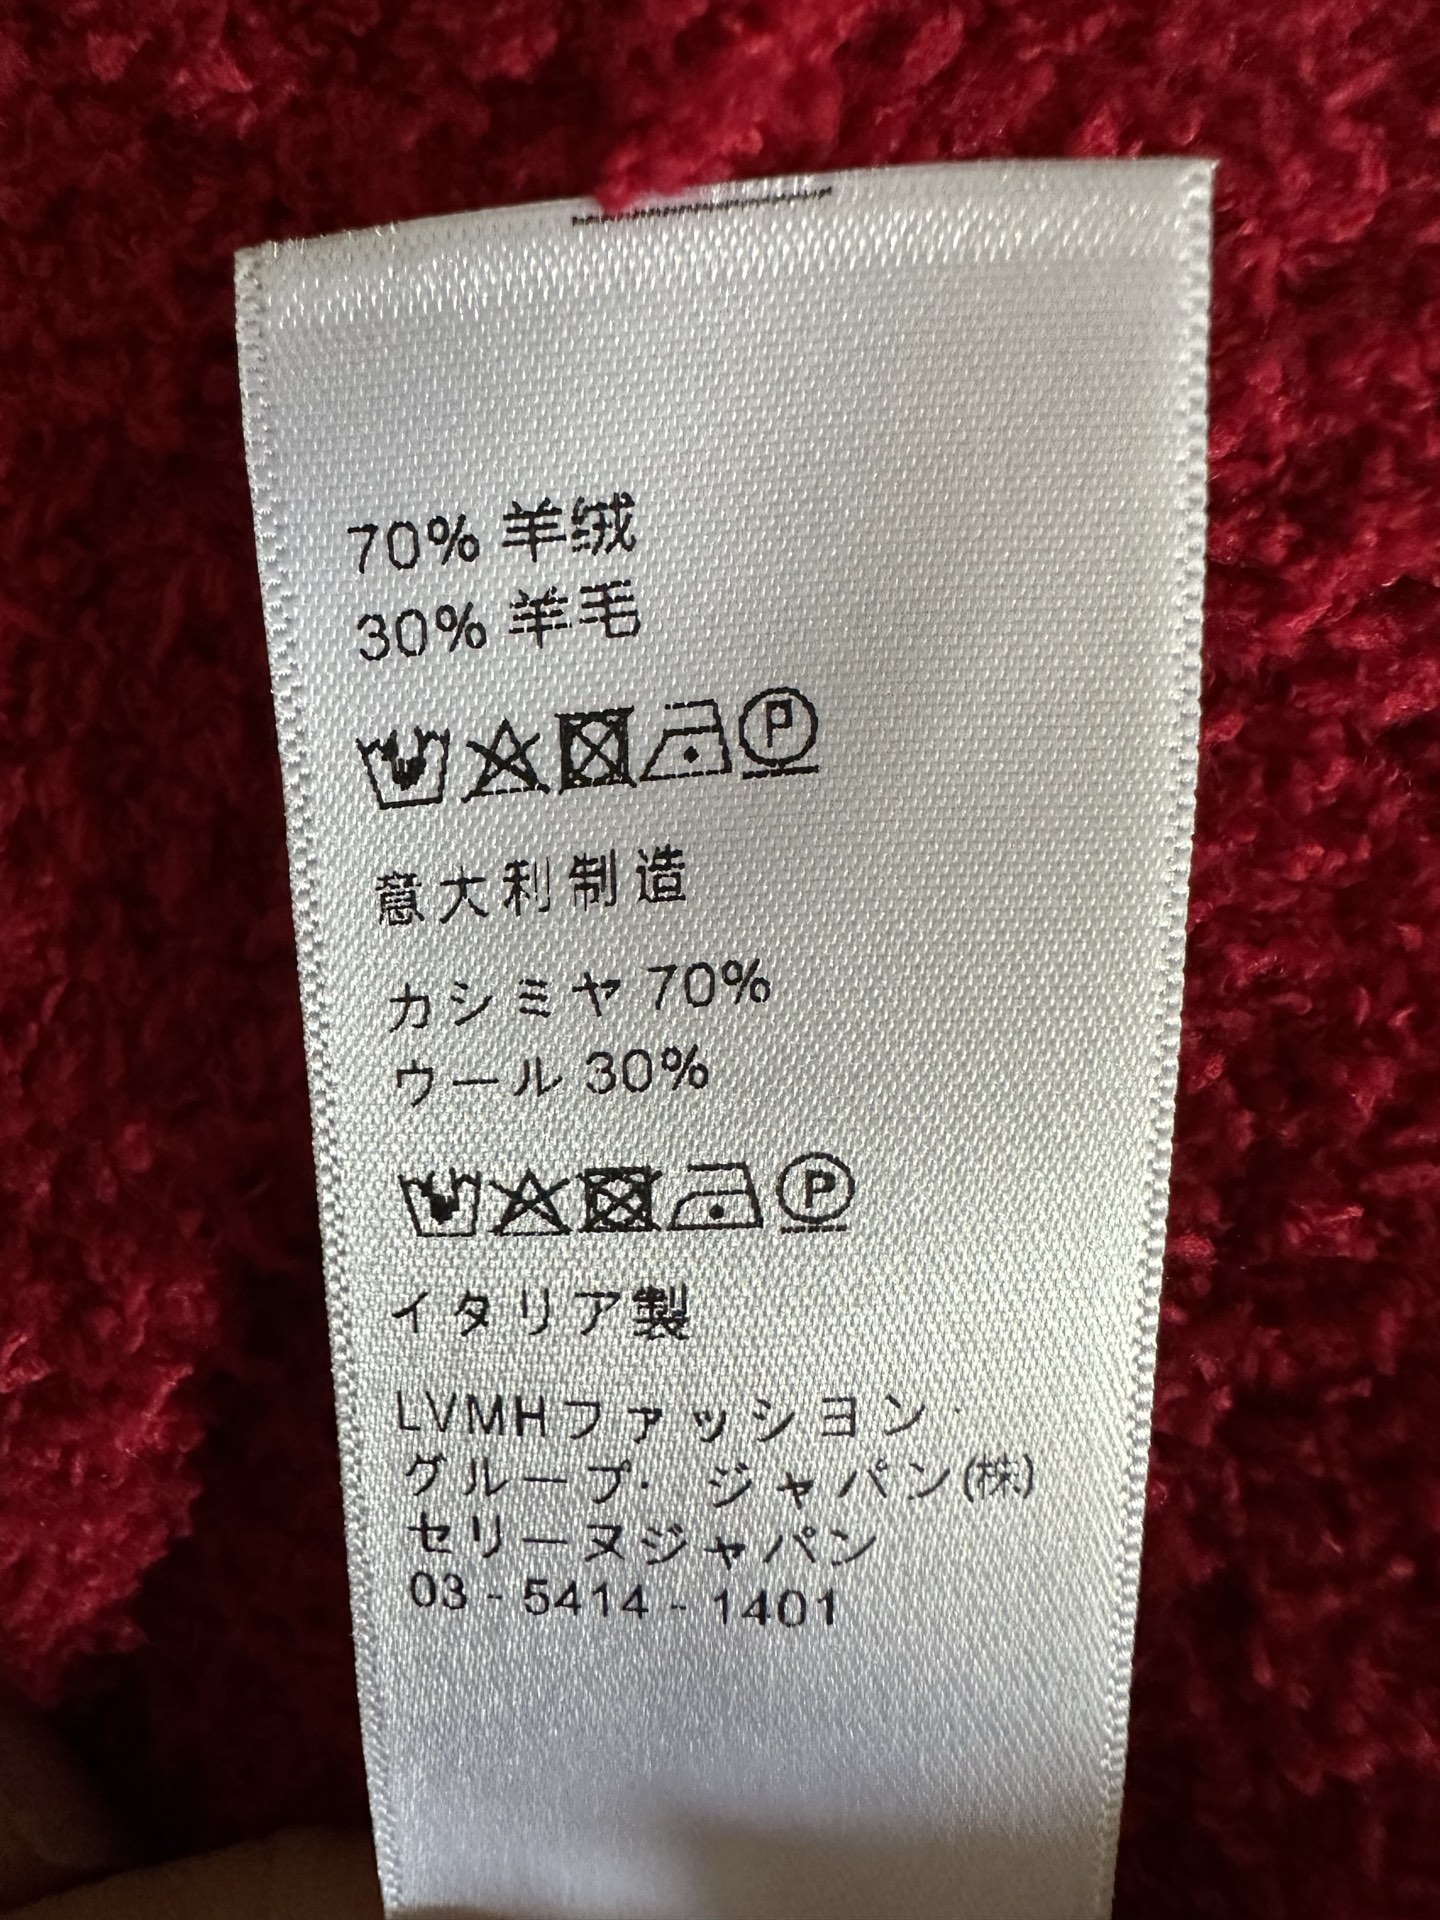 70% 羊绒
30% 羊毛
P
意大利制造
カシミヤ 70%
ウール 30%
P
イタリア製
LVMHファッション・
グループ・ ジャパン(株)
セリーヌジャパン
03 - 5414 - 1401